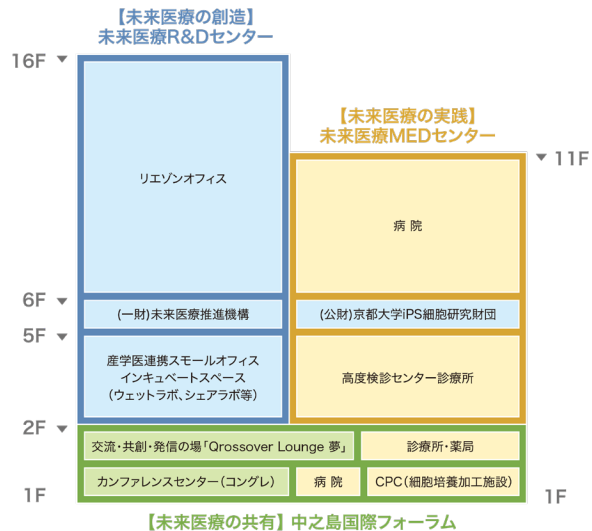 【未来医療の創造】
未来医療R&Dセンター
16F
【未来医療の実践】
未来医療MEDセンター
11F
リエゾンオフィス
病 院
6F
(一財)未来医療推進機構
(公財)京都大学iPS細胞研究財団
5F
産学医連携スモールオフィス
インキュベートスペース
(ウェットラボ、シェアラボ等)
高度検診センター診療所
2F
交流・共創・発信の場「Qrossover Lounge 夢」
診療所・薬局
カンファレンスセンター(コングレ)
病 院
CPC(細胞培養加工施設)
1F
1F
【未来医療の共有】中之島国際フォーラム